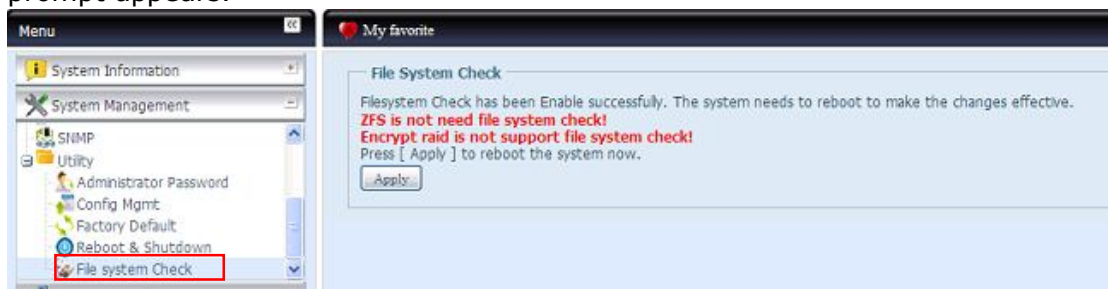 prompt appears.
Menu
My favorite
System Information
System Management
SNMP
Utility
Administrator Password
Config Mgmt
Factory Default
Reboot & Shutdown
File system Check
File System Check
Filesystem Check has been Enable successfully. The system needs to reboot to make the changes effective.
ZFS is not need file system check!
Encrypt raid is not support file system check!
Press [ Apply ] to reboot the system now.
Apply